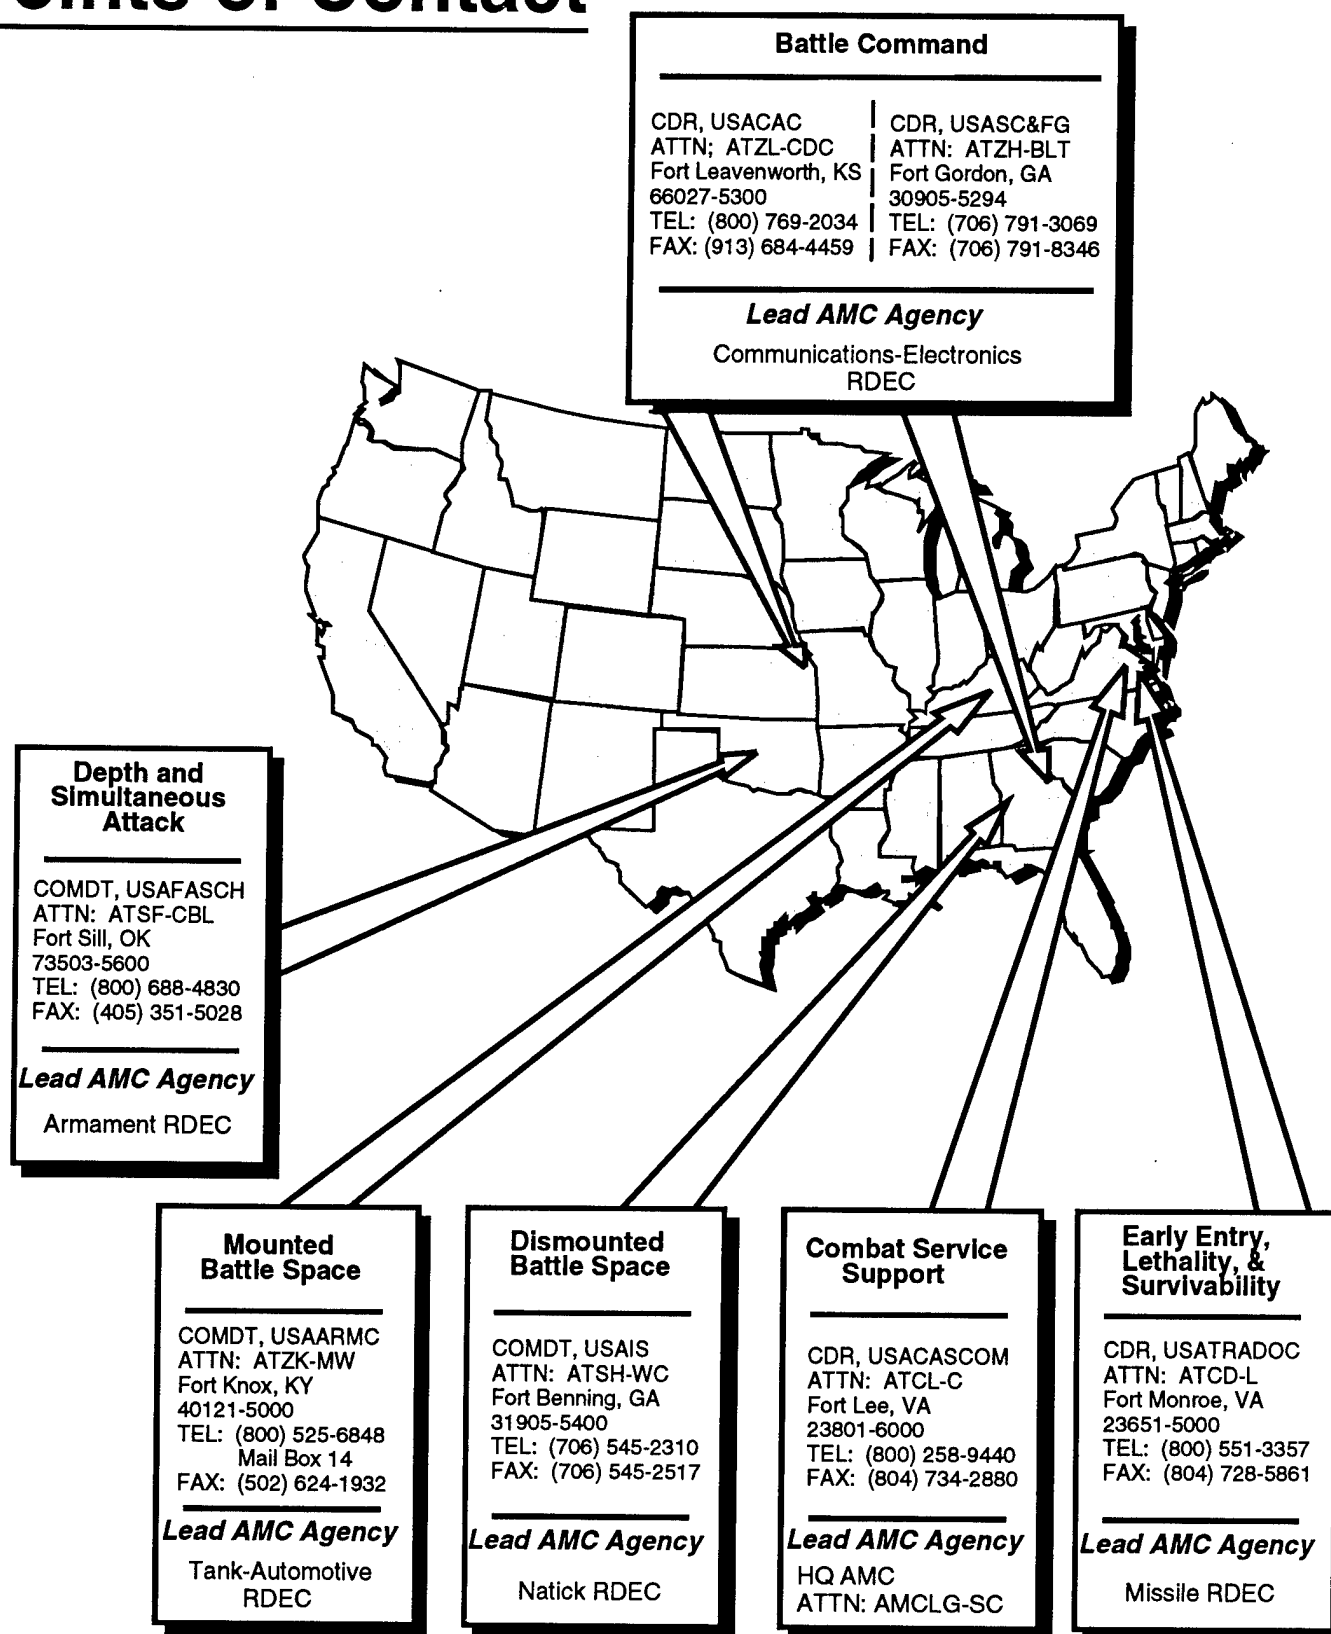 Battle Command
CDR, USACAC
ATTN; ATZL-CDC
Fort Leavenworth, KS
66027-5300
TEL: (800) 769-2034
FAX: (913) 684-4459
CDR, USASC&FG
ATTN: ATZH-BLT
Fort Gordon, GA
30905-5294
TEL: (706) 791-3069
FAX: (706) 791-8346
Lead AMC Agency
Communications-Electronics
RDEC
Depth and
Simultaneous
Attack
COMDT, USAFASCH
ATTN: ATSF-CBL
Fort Sill, OK
73503-5600
TEL: (800) 688-4830
FAX: (405) 351-5028
Lead AMC Agency
Armament RDEC
Mounted
Battle Space
COMDT, USAARMC
ATTN: ATZK-MW
Fort Knox, KY
40121-5000
TEL: (800) 525-6848
Mail Box 14
FAX: (502) 624-1932
Lead AMC Agency
Tank-Automotive
RDEC
Dismounted
Battle Space
COMDT, USAIS
ATTN: ATSH-WC
Fort Benning, GA
31905-5400
TEL: (706) 545-2310
FAX: (706) 545-2517
Lead AMC Agency
Natick RDEC
Combat Service
Support
CDR, USACASCOM
ATTN: ATCL-C
Fort Lee, VA
23801-6000
TEL: (800) 258-9440
FAX: (804) 734-2880
Lead AMC Agency
HQ AMC
ATTN: AMCLG-SC
Early Entry,
Lethality, &
Survivability
CDR, USATRADOC
ATTN: ATCD-L
Fort Monroe, VA
23651-5000
TEL: (800) 551-3357
FAX: (804) 728-5861
Lead AMC Agency
Missile RDEC